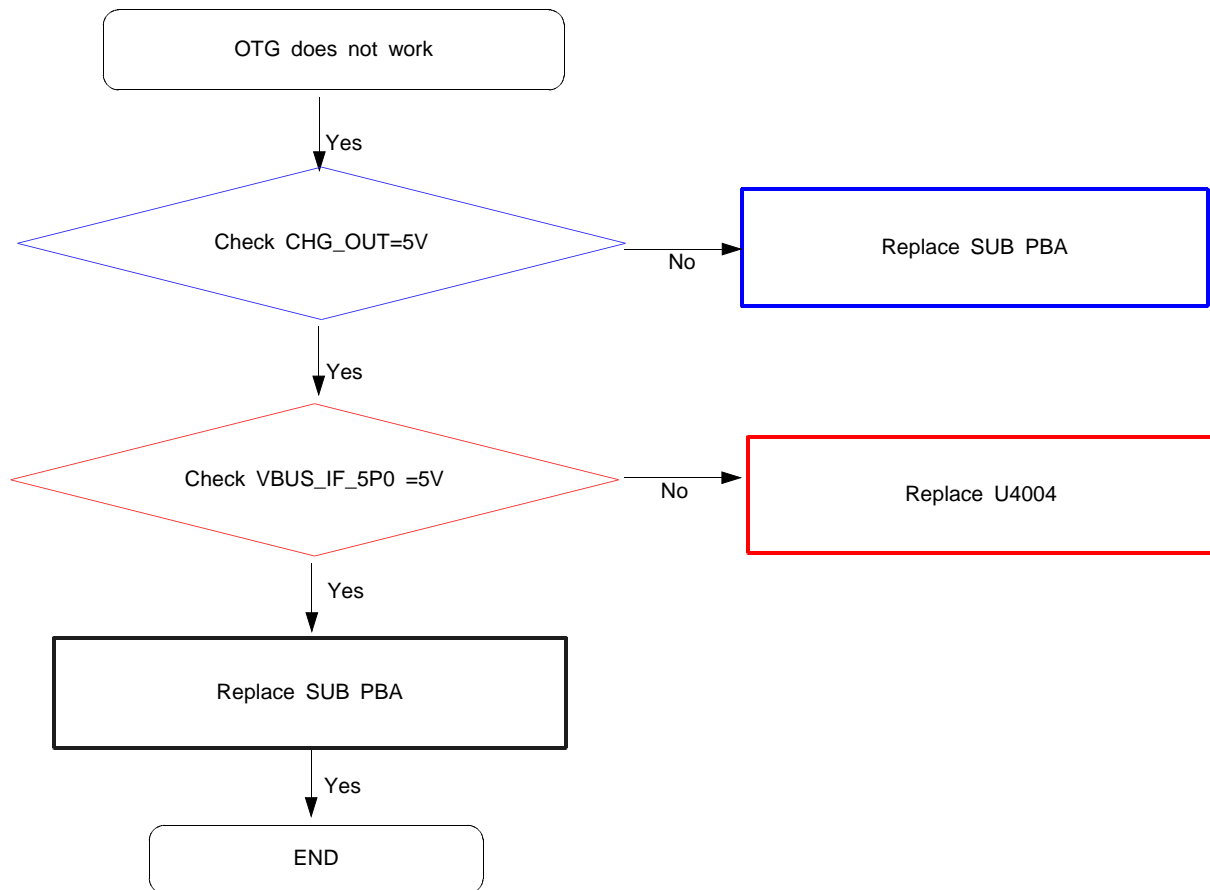 OTG does not work
Yes
Check CHG_OUT=5V
No
Replace SUB PBA
Yes
Check VBUS_IF_5P0 =5V
No
Replace U4004
Yes
Replace SUB PBA
Yes
END